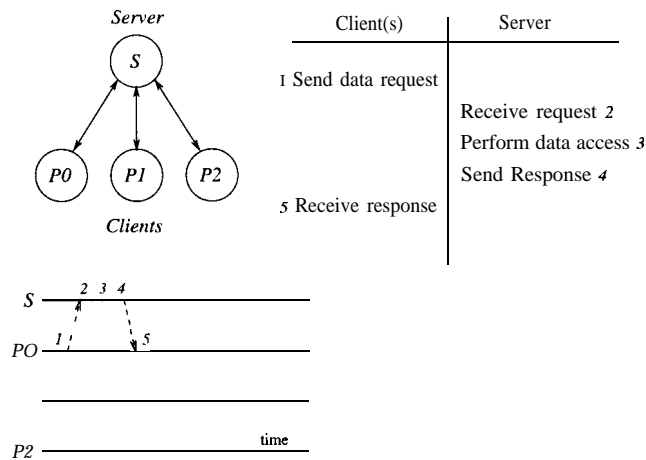 Server
S
P0 P1 P2
Clients
Client(s) Server
1 Send data request
Receive request 2
Perform data access 3
Send Response 4
5 Receive response
2 3 4
S
1 5
PO
time
P2